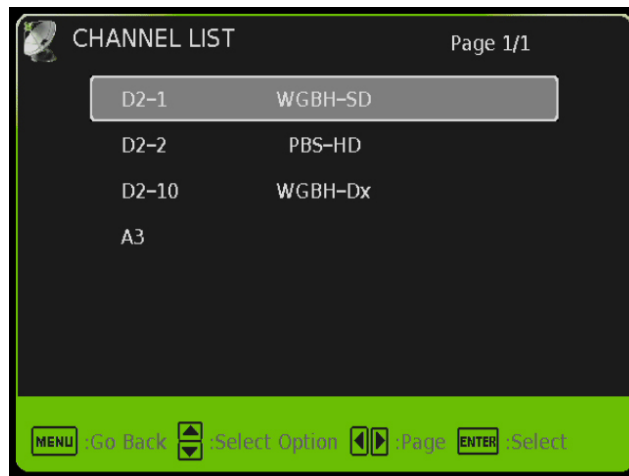 CHANNEL LIST Page 1/1
D2-1 WGBH-SD
D2-2 PBS-HD
D2-10 WGBH-Dx
A3
MENU :Go Back :Select Option :Page ENTER :Select